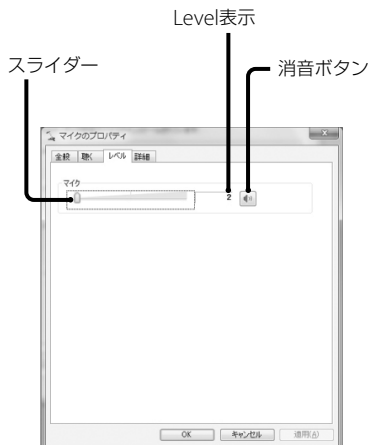 Level表示
スライダー
消音ボタン
マイクのプロパティ
全般 聴く レベル 詳細
マイク
2
OK キャンセル 適用(A)